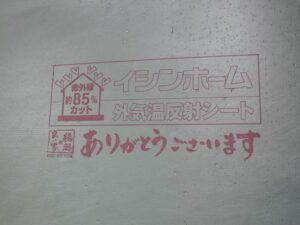 赤外線
約85%
カット
イシンホーム
外気温反射シート
ありがとうございます